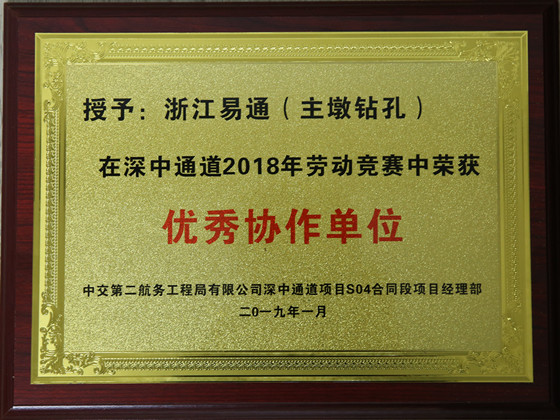 授予：浙江易通（主墩钻孔）
在深中通道2018年劳动竞赛中荣获
优秀协作单位
中交第二航务工程局有限公司深中通道项目S04合同段项目经理部
二0一九年一月